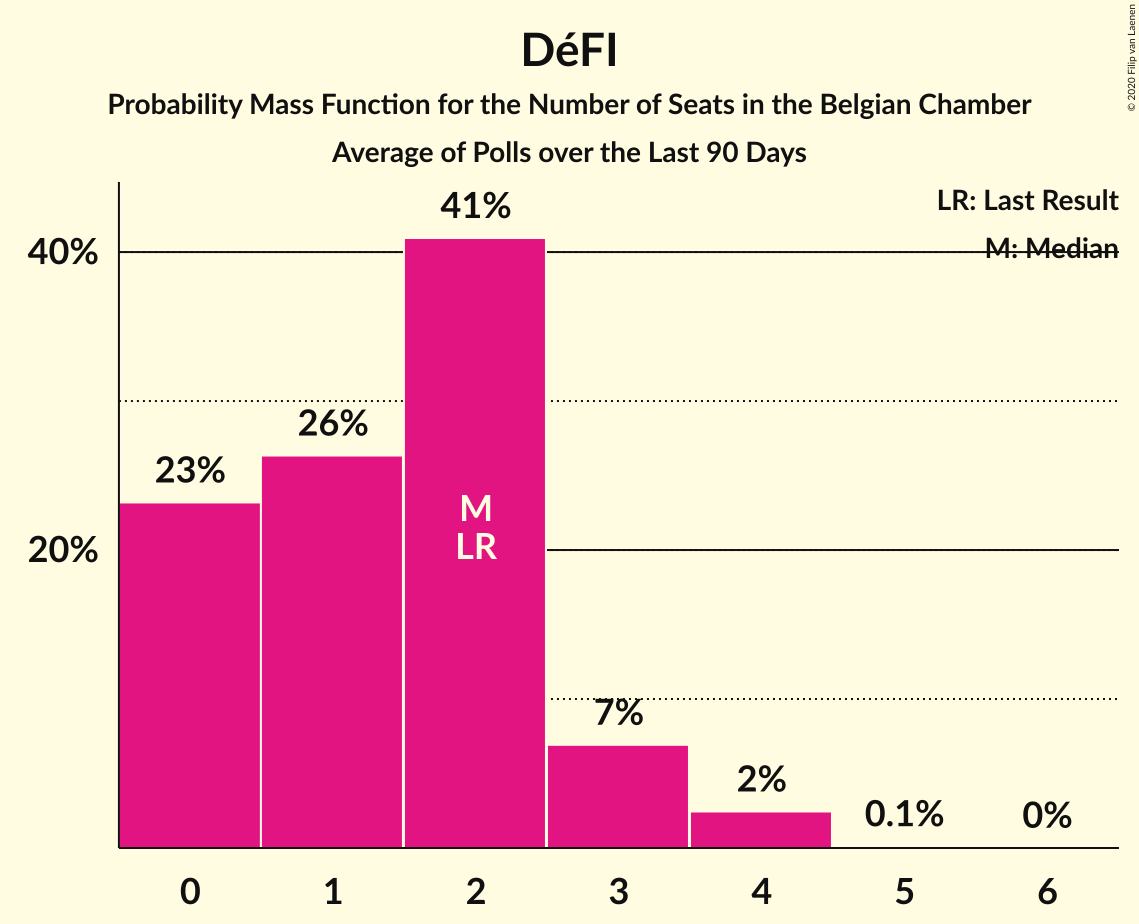 DéFI
Probability Mass Function for the Number of Seats in the Belgian Chamber
Average of Polls over the Last 90 Days
© 2020 Filip van Laenen
LR: Last Result
M: Median
40%
20%
23%
26%
41%
M
LR
7%
2%
0.1%
0%
0 1 2 3 4 5 6